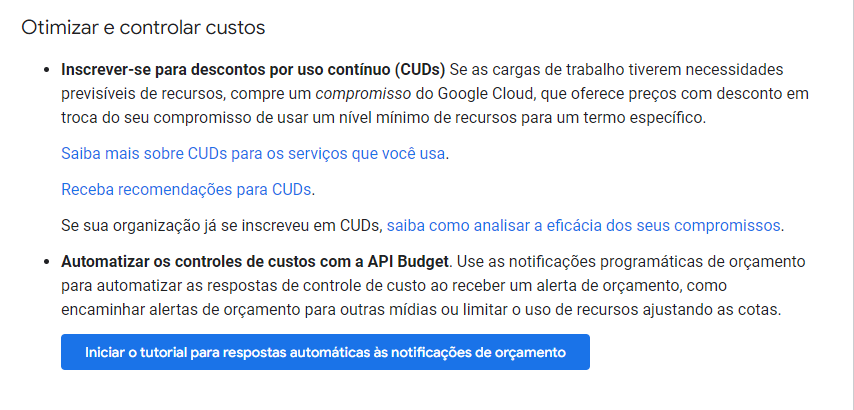 Otimizar e controlar custos
• Inscrever-se para descontos por uso contínuo (CUDs) Se as cargas de trabalho tiverem necessidades
previsíveis de recursos, compre um compromisso do Google Cloud, que oferece preços com desconto em
troca do seu compromisso de usar um nível mínimo de recursos para um termo específico.
Saiba mais sobre CUDs para os serviços que você usa.
Receba recomendações para CUDs.
Se sua organização já se inscreveu em CUDs, saiba como analisar a eficácia dos seus compromissos.
• Automatizar os controles de custos com a API Budget. Use as notificações programáticas de orçamento
para automatizar as respostas de controle de custo ao receber um alerta de orçamento, como
encaminhar alertas de orçamento para outras mídias ou limitar o uso de recursos ajustando as cotas.
Iniciar o tutorial para respostas automáticas às notificações de orçamento